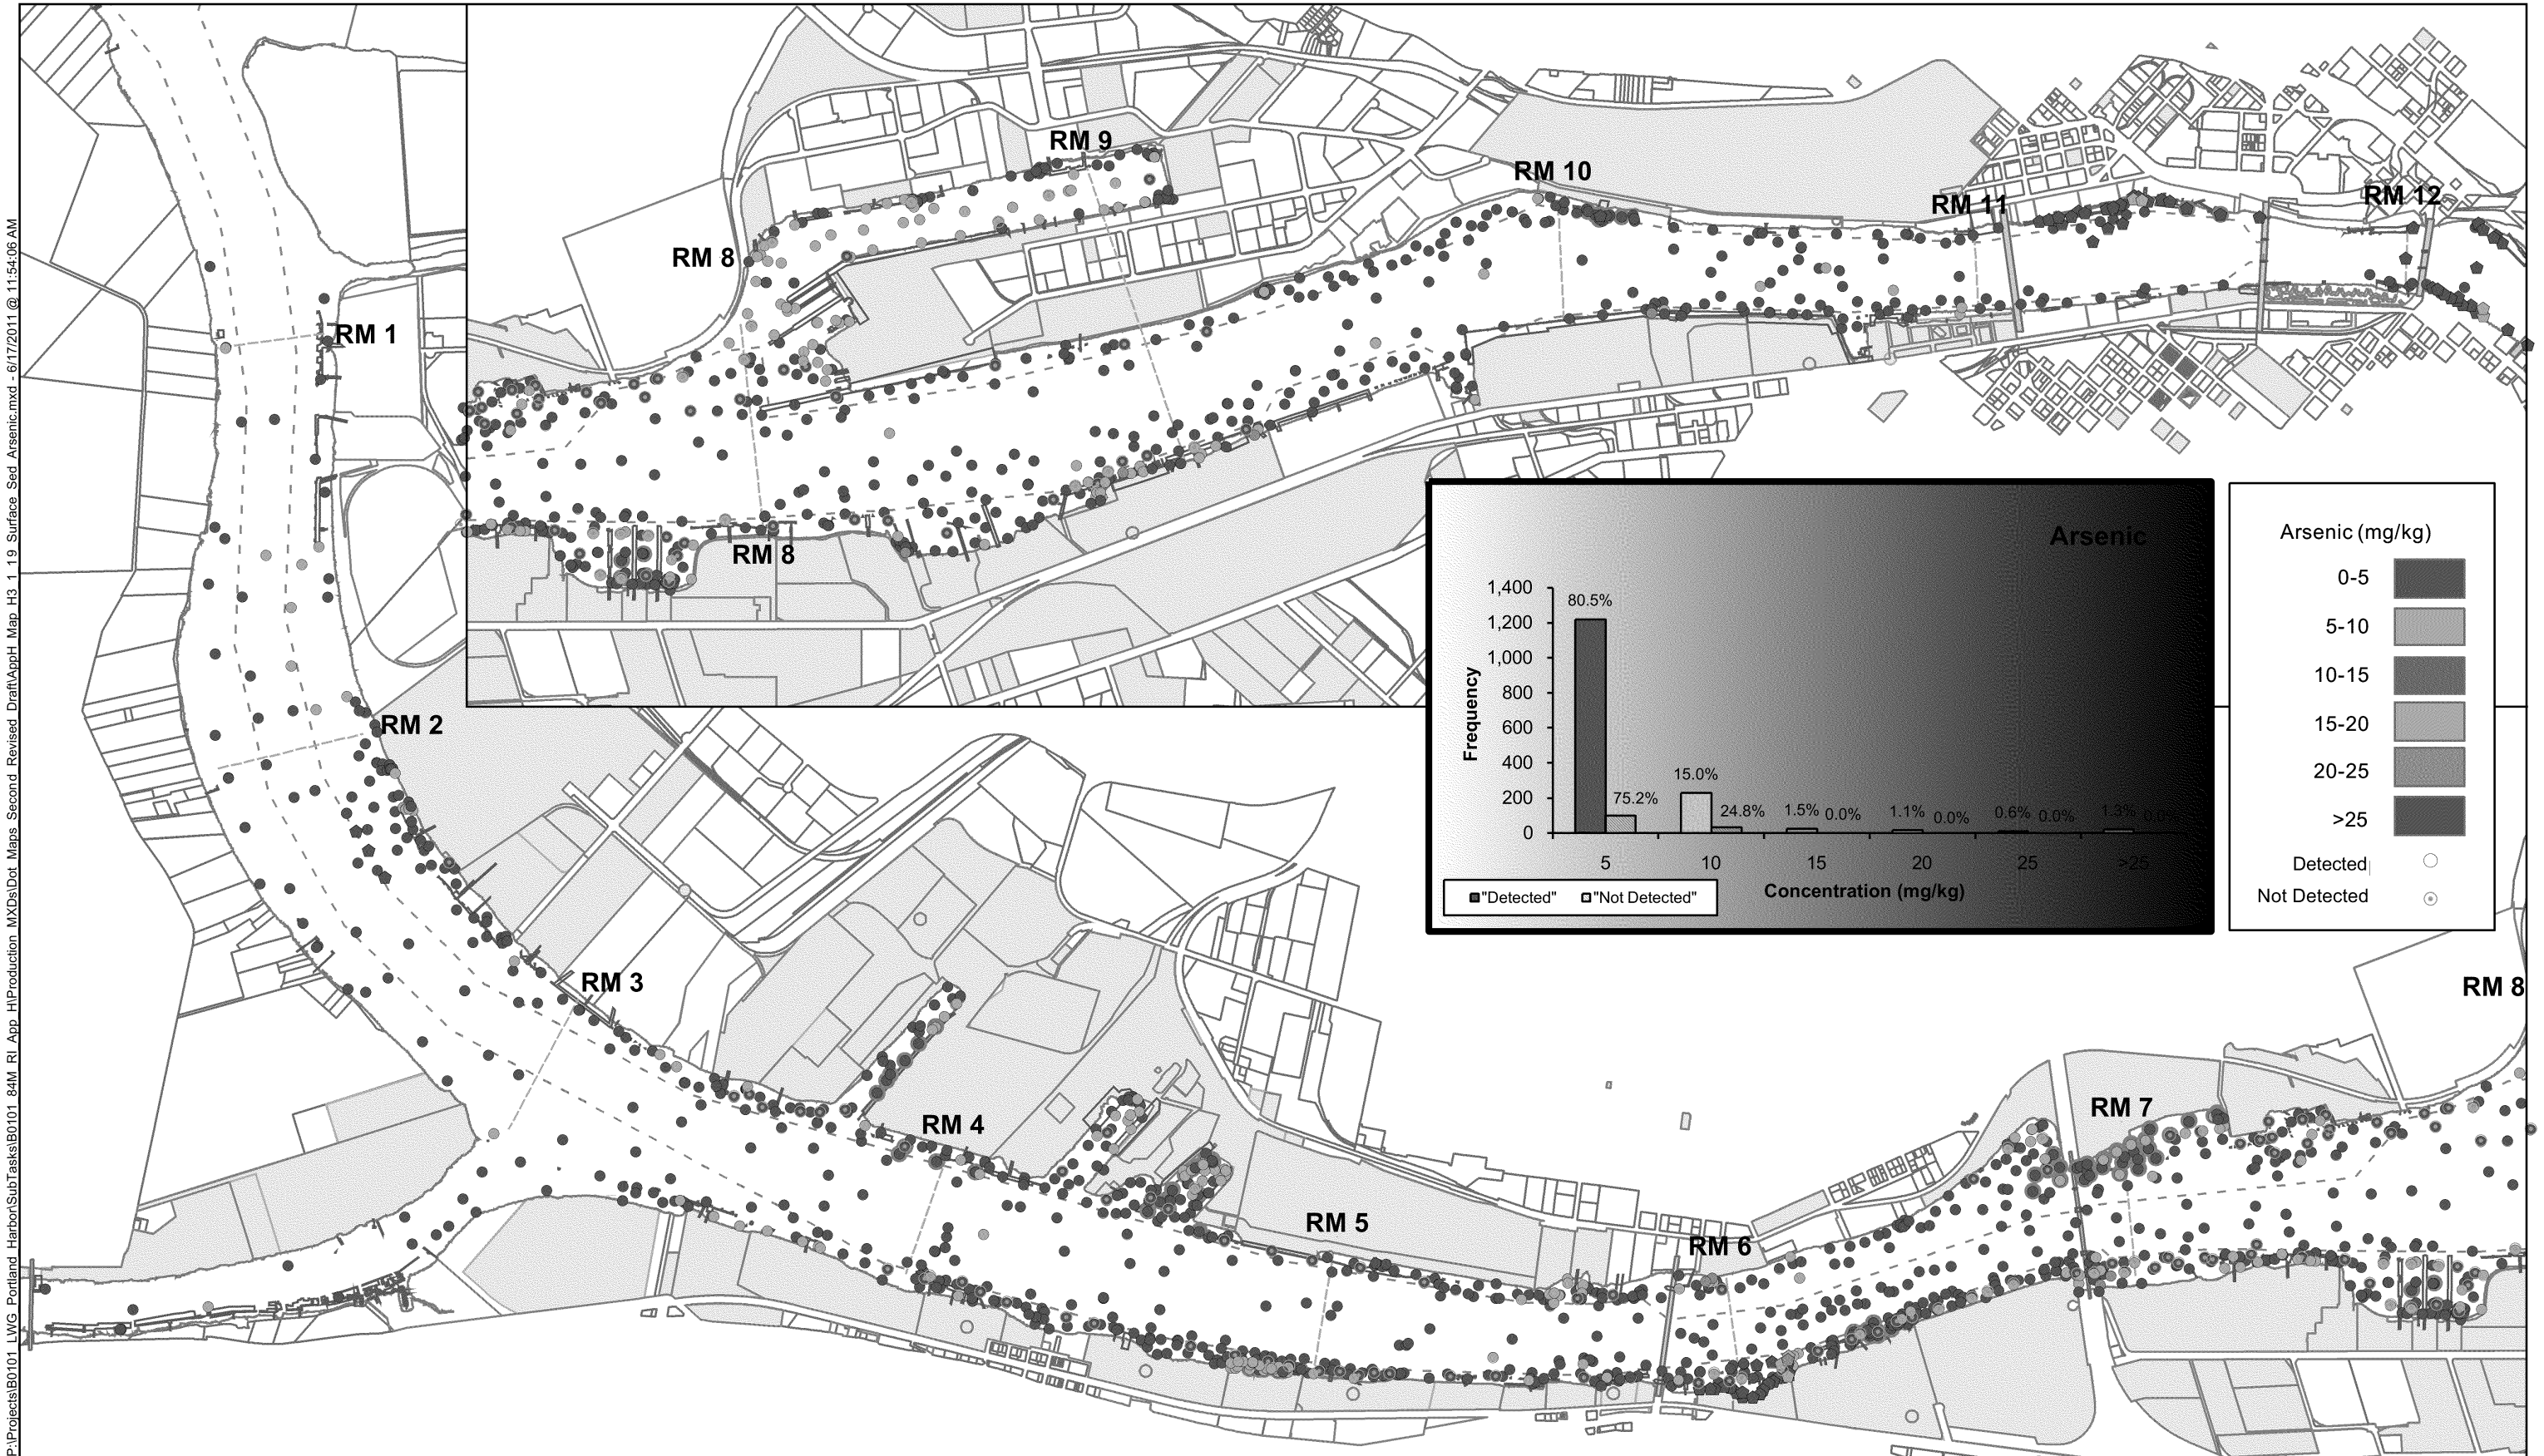 P:\Projects\B0101_LWG_Portland_Harbor\SubTasks\B0101_84M_RI_App_H\Production_MXDs\Dot_Maps_Second_Revised_Draft\AppH_Map_H3_1_19_Surface_Sed_Arsenic.mxd - 6/17/2011 @ 11:54:06 AM
RM 9
RM 10
RM 11
RM 12
RM 8
RM 1
RM 8
RM 2
RM 3
RM 4
RM 5
RM 6
RM 7
RM 8
Arsenic
Frequency
1,400
1,200
1,000
800
600
400
200
0
80.5%
75.2%
15.0%
24.8%
1.5%
0.0%
1.1%
0.0%
0.6%
0.0%
1.3%
0.0%
5
10
15
20
25
>25
Concentration (mg/kg)
"Detected"
"Not Detected"
Arsenic (mg/kg)
0-5
5-10
10-15
15-20
20-25
>25
Detected
Not Detected